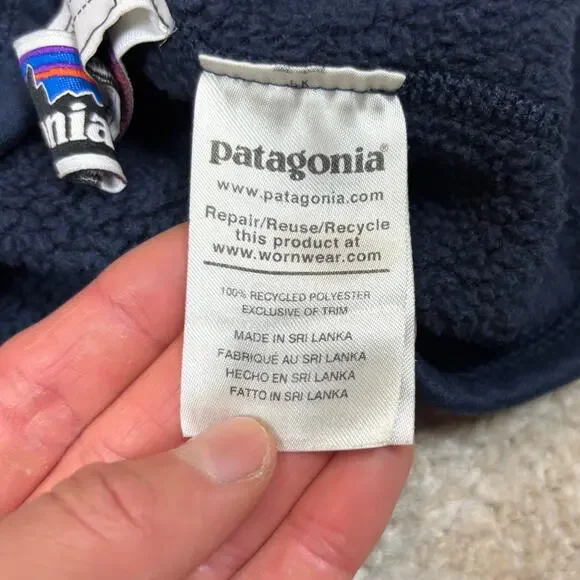 nia
patagonia®
www.patagonia.com
Repair/Reuse/Recycle
this product at
www.wornwear.com
100% RECYCLED POLYESTER
EXCLUSIVE OF TRIM
MADE IN SRI LANKA
FABRIQUÉ AU SRI LANKA
HECHO EN SRI LANKA
FATTO IN SRI LANKA